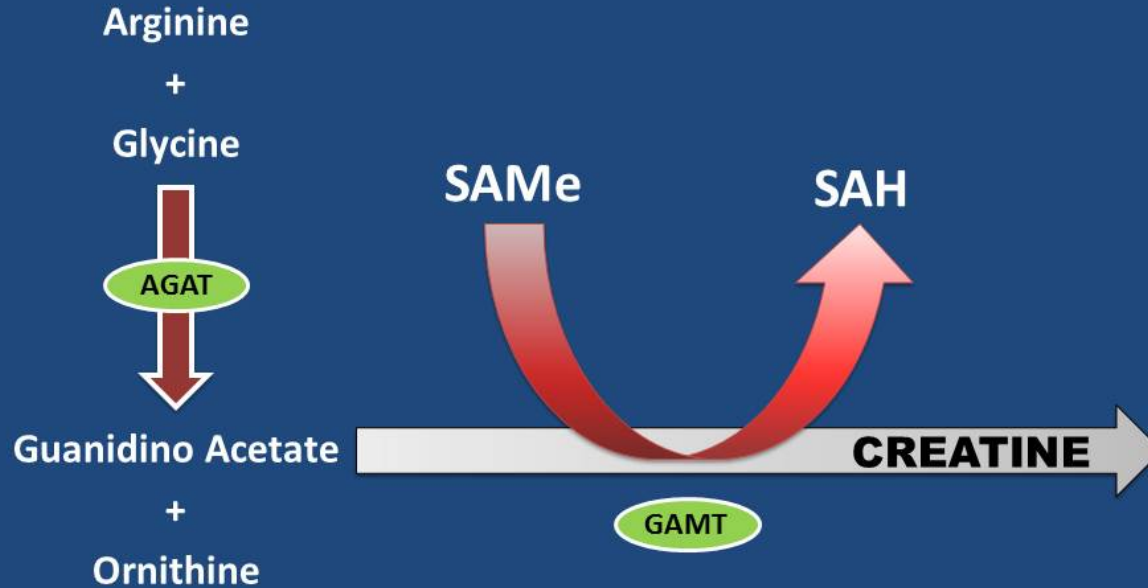 Arginine
+
Glycine
AGAT
Guanidino Acetate
+
Ornithine
SAMe
SAH
CREATINE
GAMT